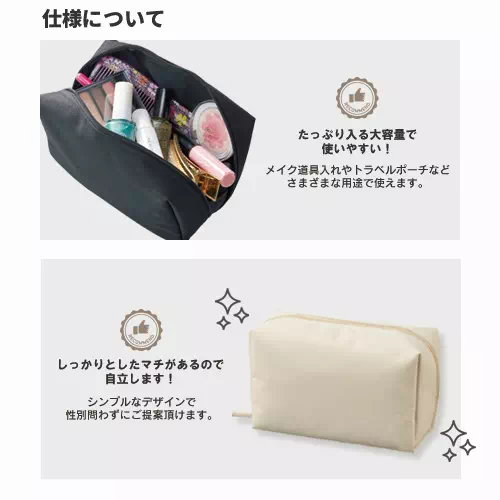 仕様について
RECOMMEND
たっぷり入る大容量で
使いやすい！
メイク道具入れやトラベルポーチなど
さまざまな用途で使えます。
RECOMMEND
しっかりとしたマチがあるので
自立します！
シンプルなデザインで
性別問わずにご提案頂けます。